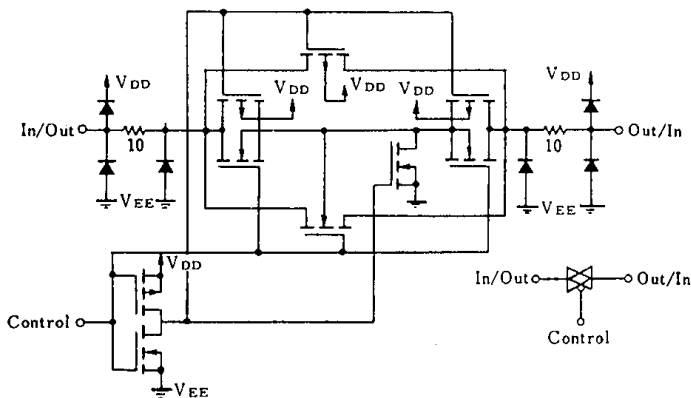 VDD
VDD
VDD
VDD
In/Out
10
10
Out/In
VEE
VEE
VDD
In/Out
Out/In
Control
Control
VEE